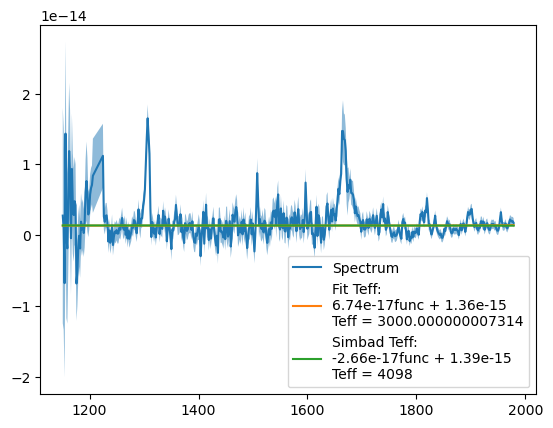 1e−14
2
1
0
−1
−2
1200
1400
1600
1800
2000
Spectrum
Fit Teff:
6.74e-17func + 1.36e-15
Teff = 3000.000000007314
Simbad Teff:
-2.66e-17func + 1.39e-15
Teff = 4098